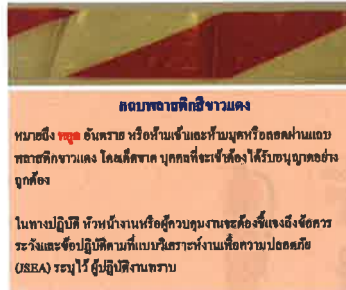 แถบพลาสติกสีขาวแดง
หมายถึง หยุด อันตราย หรือห้ามเข้าและห้ามมุดหรือลอดผ่านแถบ
พลาสติกขาวแดง โดยเด็ดขาด บุคคลที่จะเข้าต้องได้รับอนุญาตอย่าง
ถูกต้อง
ในทางปฏิบัติ หัวหน้างานหรือผู้ควบคุมงานจะต้องชี้แจงถึงข้อควร
ระวังและข้อปฏิบัติตามที่แบบวิเคราะห์งานเพื่อความปลอดภัย
(JSEA) ระบุไว้ ผู้ปฏิบัติงานทราบ